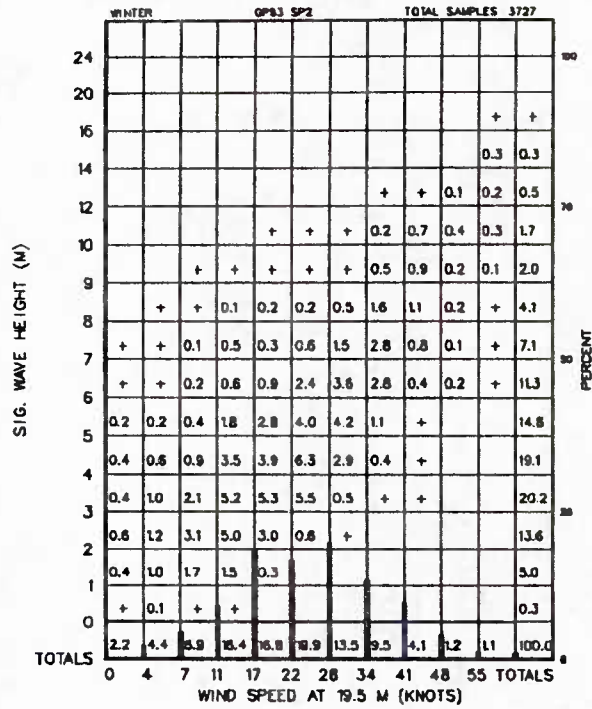 WINTER GP83 SP2 TOTAL SAMPLES 3727
24 100
20
+ +
16
0.3 0.3
14
+ + 0.1 0.2 0.5
12
+ + + 0.2 0.7 0.4 0.3 1.7
10
+ + + + + 0.5 0.9 0.2 0.1 2.0
9
+ + 0.1 0.2 0.2 0.5 1.6 1.1 0.2 + 4.1
8
+ + 0.1 0.5 0.3 0.6 1.5 2.8 0.8 0.1 + 7.1
7 50
+ + 0.2 0.6 0.9 2.4 3.6 2.8 0.4 0.2 + 11.3
6
0.2 0.2 0.4 1.8 2.8 4.0 4.2 1.1 + 14.8
5
0.4 0.6 0.9 3.5 3.9 6.3 2.9 0.4 + 19.1
4
0.4 1.0 2.1 5.2 5.3 5.5 0.5 + + 20.2
3 25
0.6 1.2 3.1 5.0 3.0 0.6 + 13.6
2
0.4 1.0 1.7 1.5 0.3 5.0
1
+ 0.1 + + 0.3
0
2.2 4.4 8.9 18.4 16.8 19.9 13.5 9.5 4.1 1.2 1.1 100.0
TOTALS 0
0 4 7 11 17 22 28 34 41 48 55 TOTALS
WIND SPEED AT 19.5 M (KNOTS)
SIG. WAVE HEIGHT (M)
PERCENT